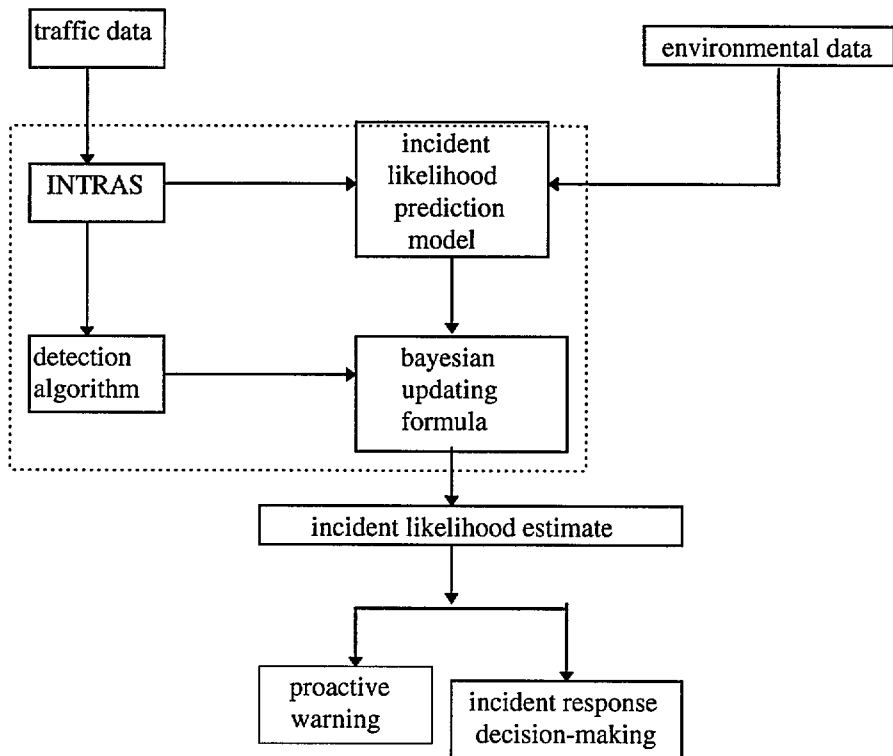 traffic data
environmental data
INTRAS
incident
likelihood
prediction
model
detection
algorithm
bayesian
updating
formula
incident likelihood estimate
proactive
warning
incident response
decision-making